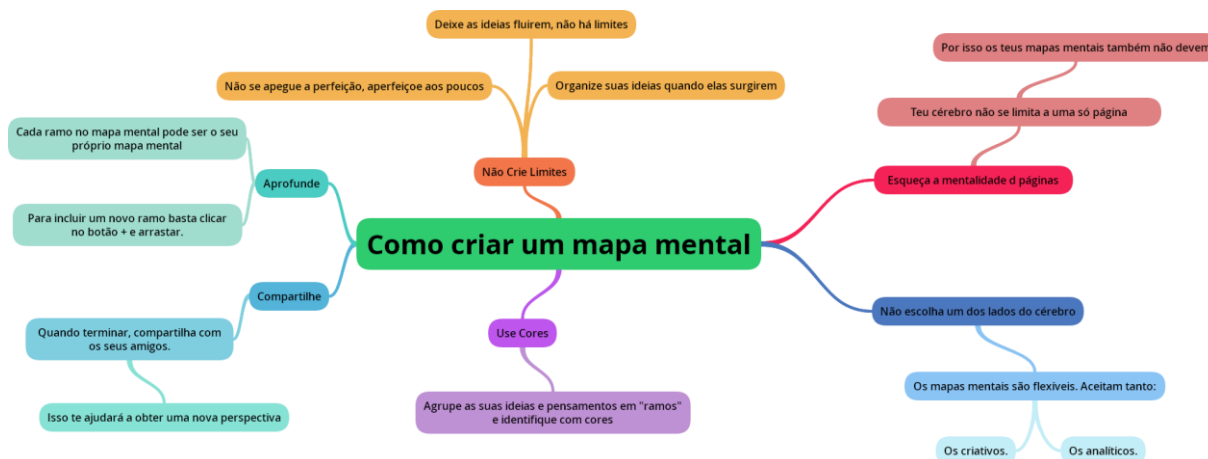 Deixe as ideias fluirem, não há limites
Não se apegue a perfeição, aperfeiçoe aos poucos
Organize suas ideias quando elas surgirem
Não Crie Limites
Por isso os teus mapas mentais também não devem
Teu cérebro não se limita a uma só página
Esqueça a mentalidade d páginas
Cada ramo no mapa mental pode ser o seu
próprio mapa mental
Aprofunde
Para incluir um novo ramo basta clicar
no botão + e arrastar.
Como criar um mapa mental
Compartilhe
Quando terminar, compartilha com
os seus amigos.
Isso te ajudará a obter uma nova perspectiva
Use Cores
Agrupe as suas ideias e pensamentos em "ramos"
e identifique com cores
Não escolha um dos lados do cérebro
Os mapas mentais são flexíveis. Aceitam tanto:
Os criativos.
Os analíticos.